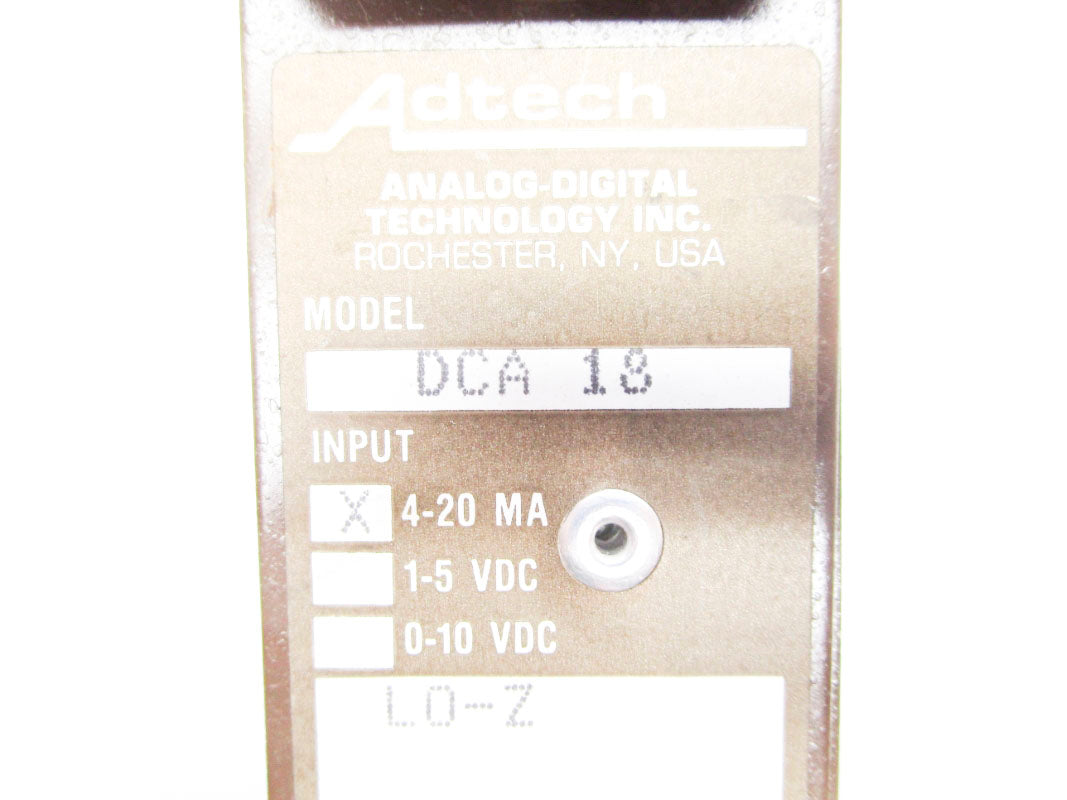 Adtech
ANALOG-DIGITAL
TECHNOLOGY INC.
ROCHESTER, NY, USA
MODEL
DCA 18
INPUT
X 4-20 MA
1-5 VDC
0-10 VDC
LO-Z